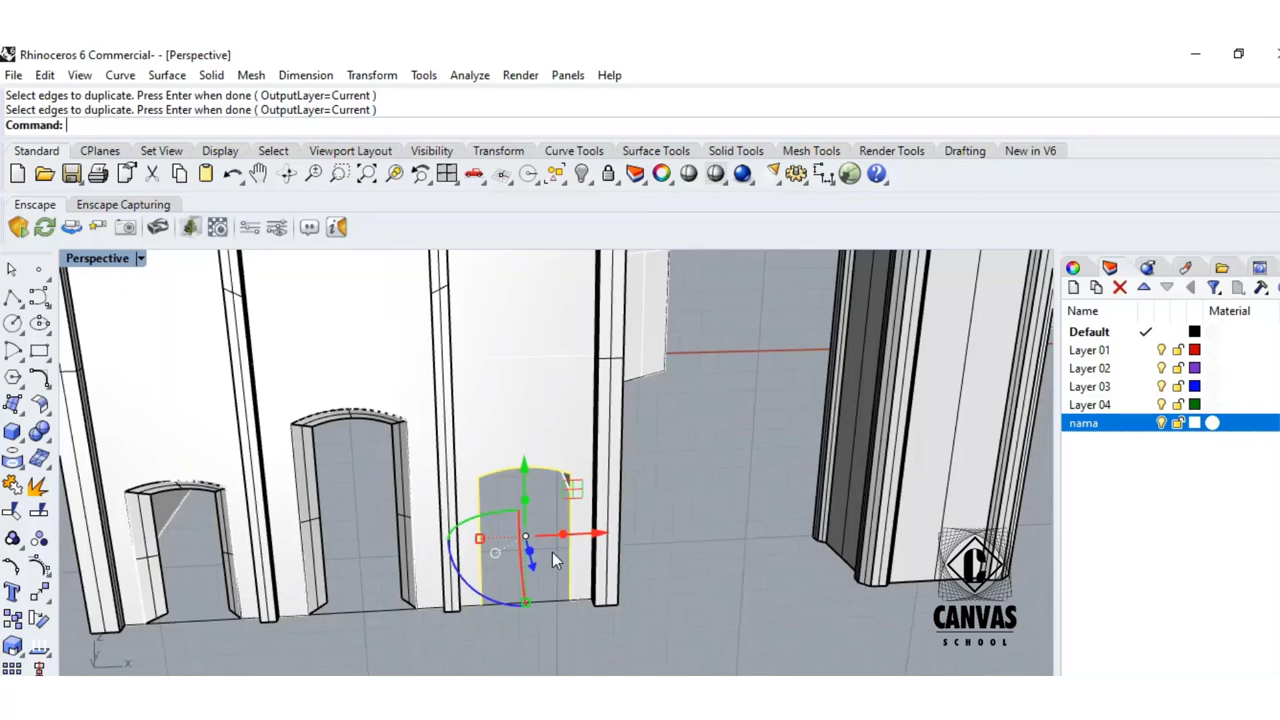 Rhinoceros 6 Commercial- - [Perspective]
File Edit View Curve Surface Solid Mesh Dimension Transform Tools Analyze Render Panels Help
Select edges to duplicate. Press Enter when done ( OutputLayer=Current )
Select edges to duplicate. Press Enter when done ( OutputLayer=Current )
Command:
Standard CPlanes Set View Display Select Viewport Layout Visibility Transform Curve Tools Surface Tools Solid Tools Mesh Tools Render Tools Drafting New in V6
Enscape Enscape Capturing
Perspective
Name Material
Default
Layer 01
Layer 02
Layer 03
Layer 04
nama
z
y x
C
CANVAS
SCHOOL